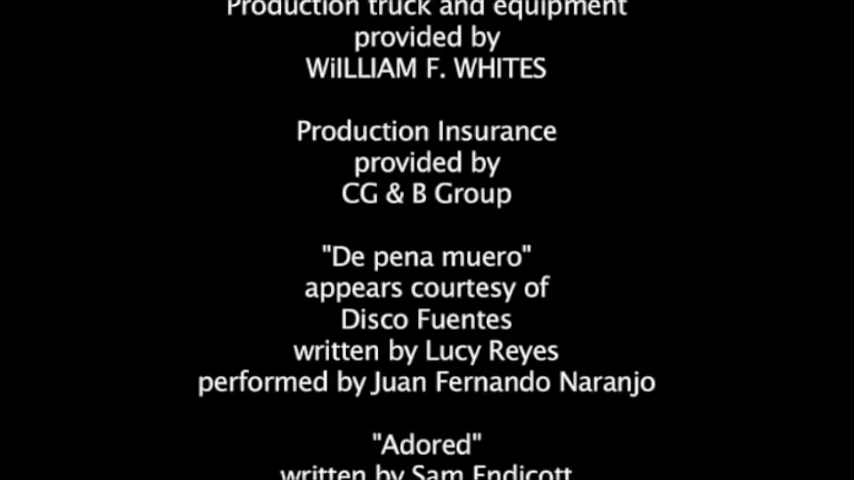 Production truck and equipment
provided by
WiILLIAM F. WHITES
Production Insurance
provided by
CG & B Group
"De pena muero"
appears courtesy of
Disco Fuentes
written by Lucy Reyes
performed by Juan Fernando Naranjo
"Adored"
written by Sam Endicott